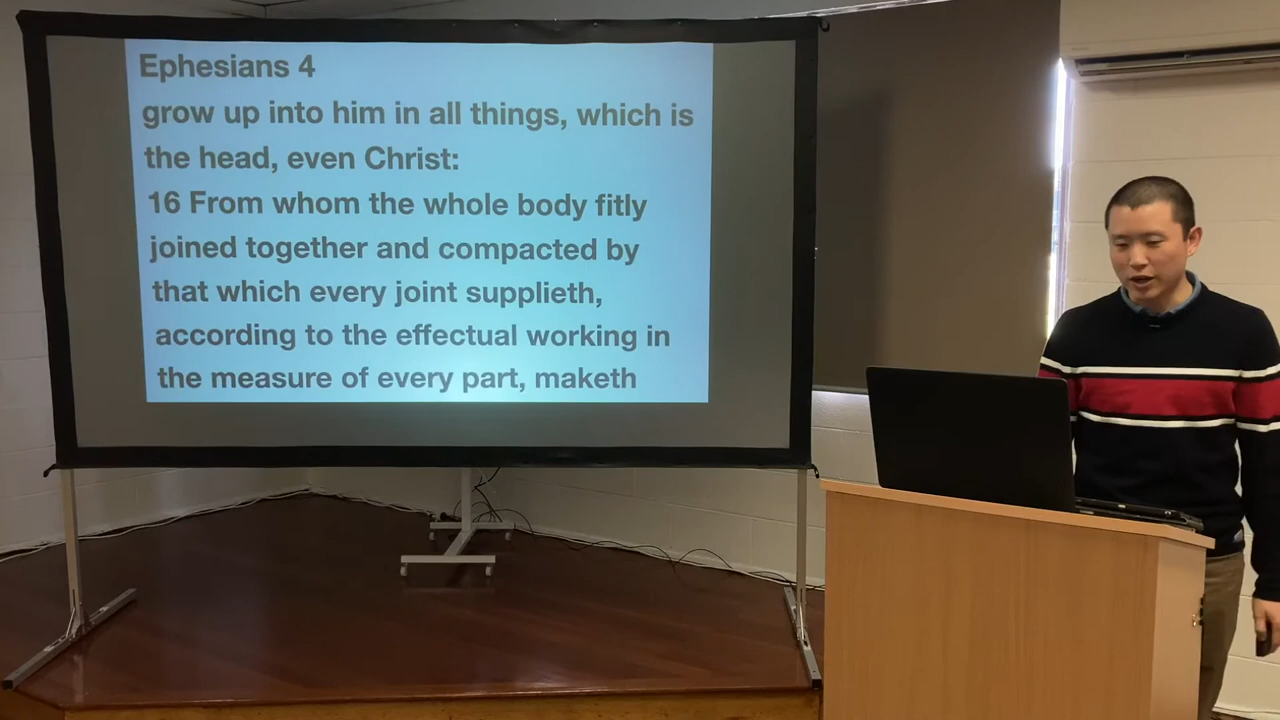 Ephesians 4
grow up into him in all things, which is
the head, even Christ:
16 From whom the whole body fitly
joined together and compacted by
that which every joint supplieth,
according to the effectual working in
the measure of every part, maketh